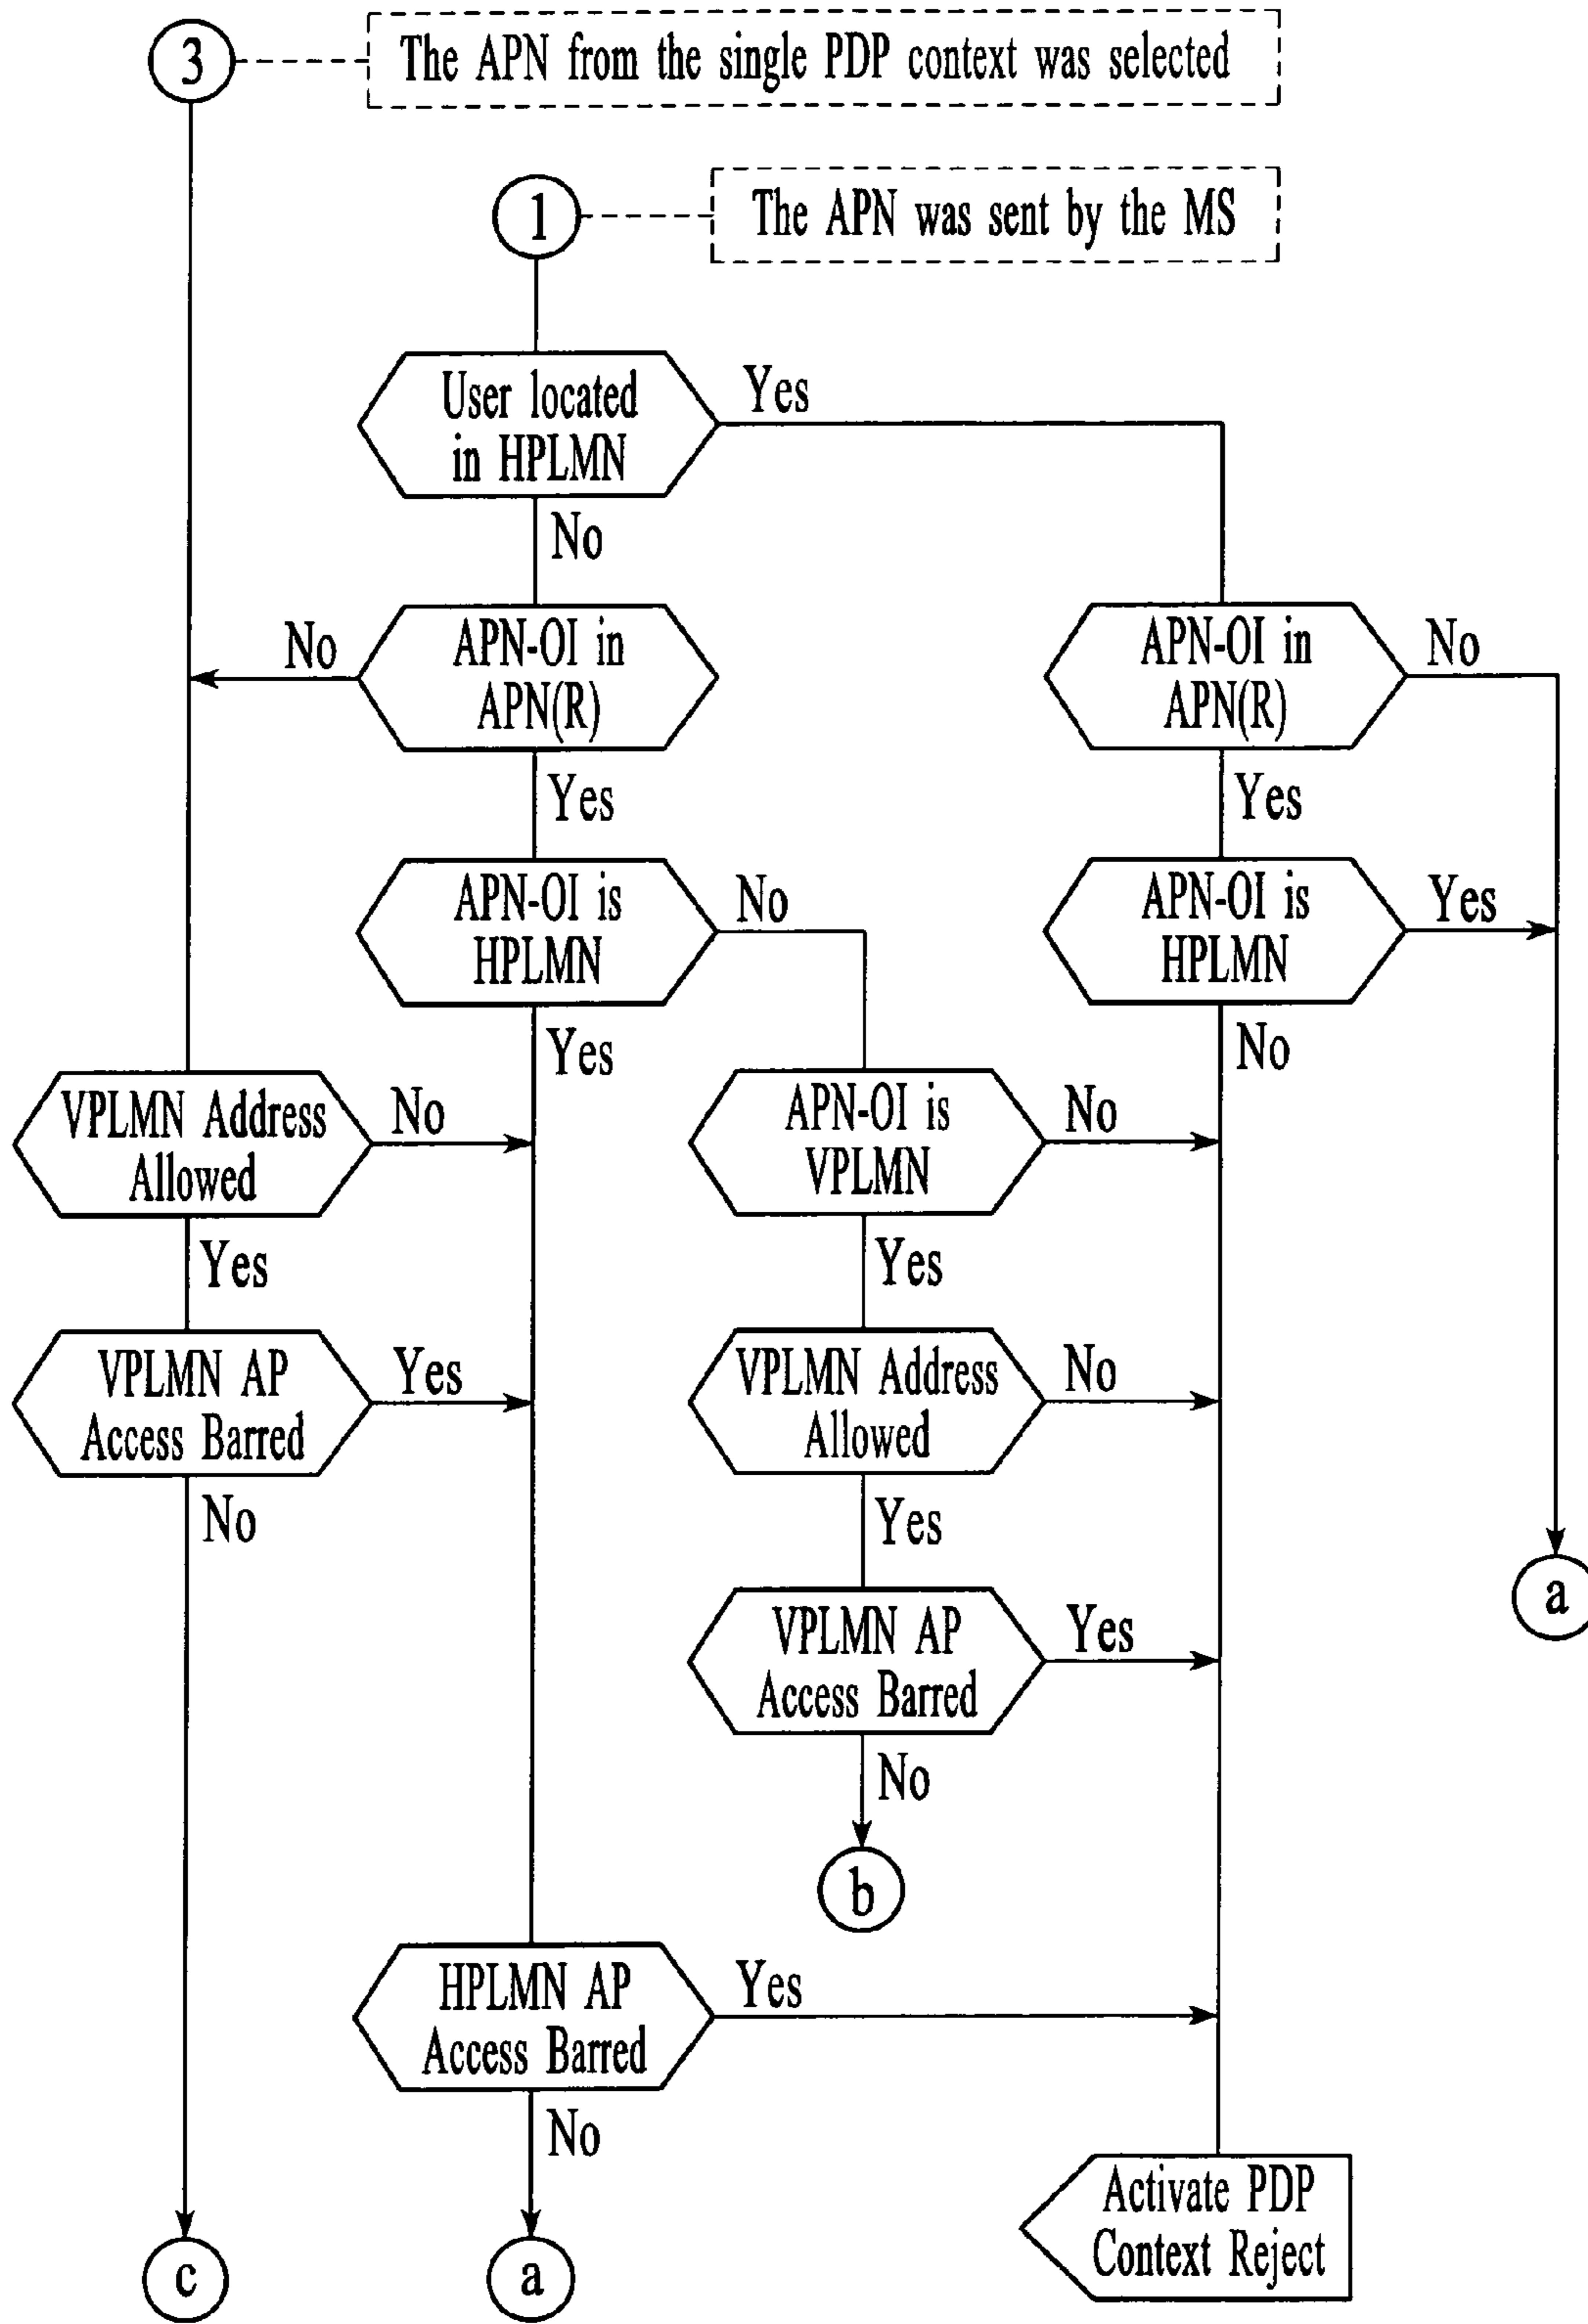 3
The APN from the single PDP context was selected
1
The APN was sent by the MS
User located
in HPLMN
Yes
No
No
APN-OI in
APN(R)
APN-OI in
APN(R)
No
Yes
Yes
APN-OI is
HPLMN
No
APN-OI is
HPLMN
Yes
Yes
No
VPLMN Address
Allowed
No
APN-OI is
VPLMN
No
Yes
Yes
VPLMN AP
Access Barred
Yes
VPLMN Address
Allowed
No
No
Yes
a
VPLMN AP
Access Barred
Yes
No
b
HPLMN AP
Access Barred
Yes
No
Activate PDP
Context Reject
c
a